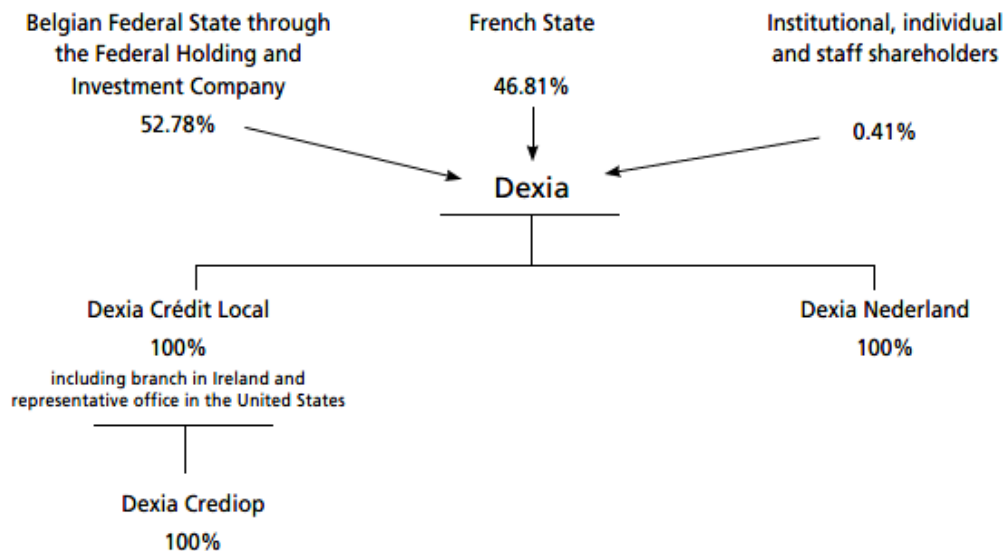 Belgian Federal State through
the Federal Holding and
Investment Company
52.78%
French State
46.81%
Institutional, individual
and staff shareholders
0.41%
Dexia
Dexia Crédit Local
100%
including branch in Ireland and
representative office in the United States
Dexia Nederland
100%
Dexia Crediop
100%